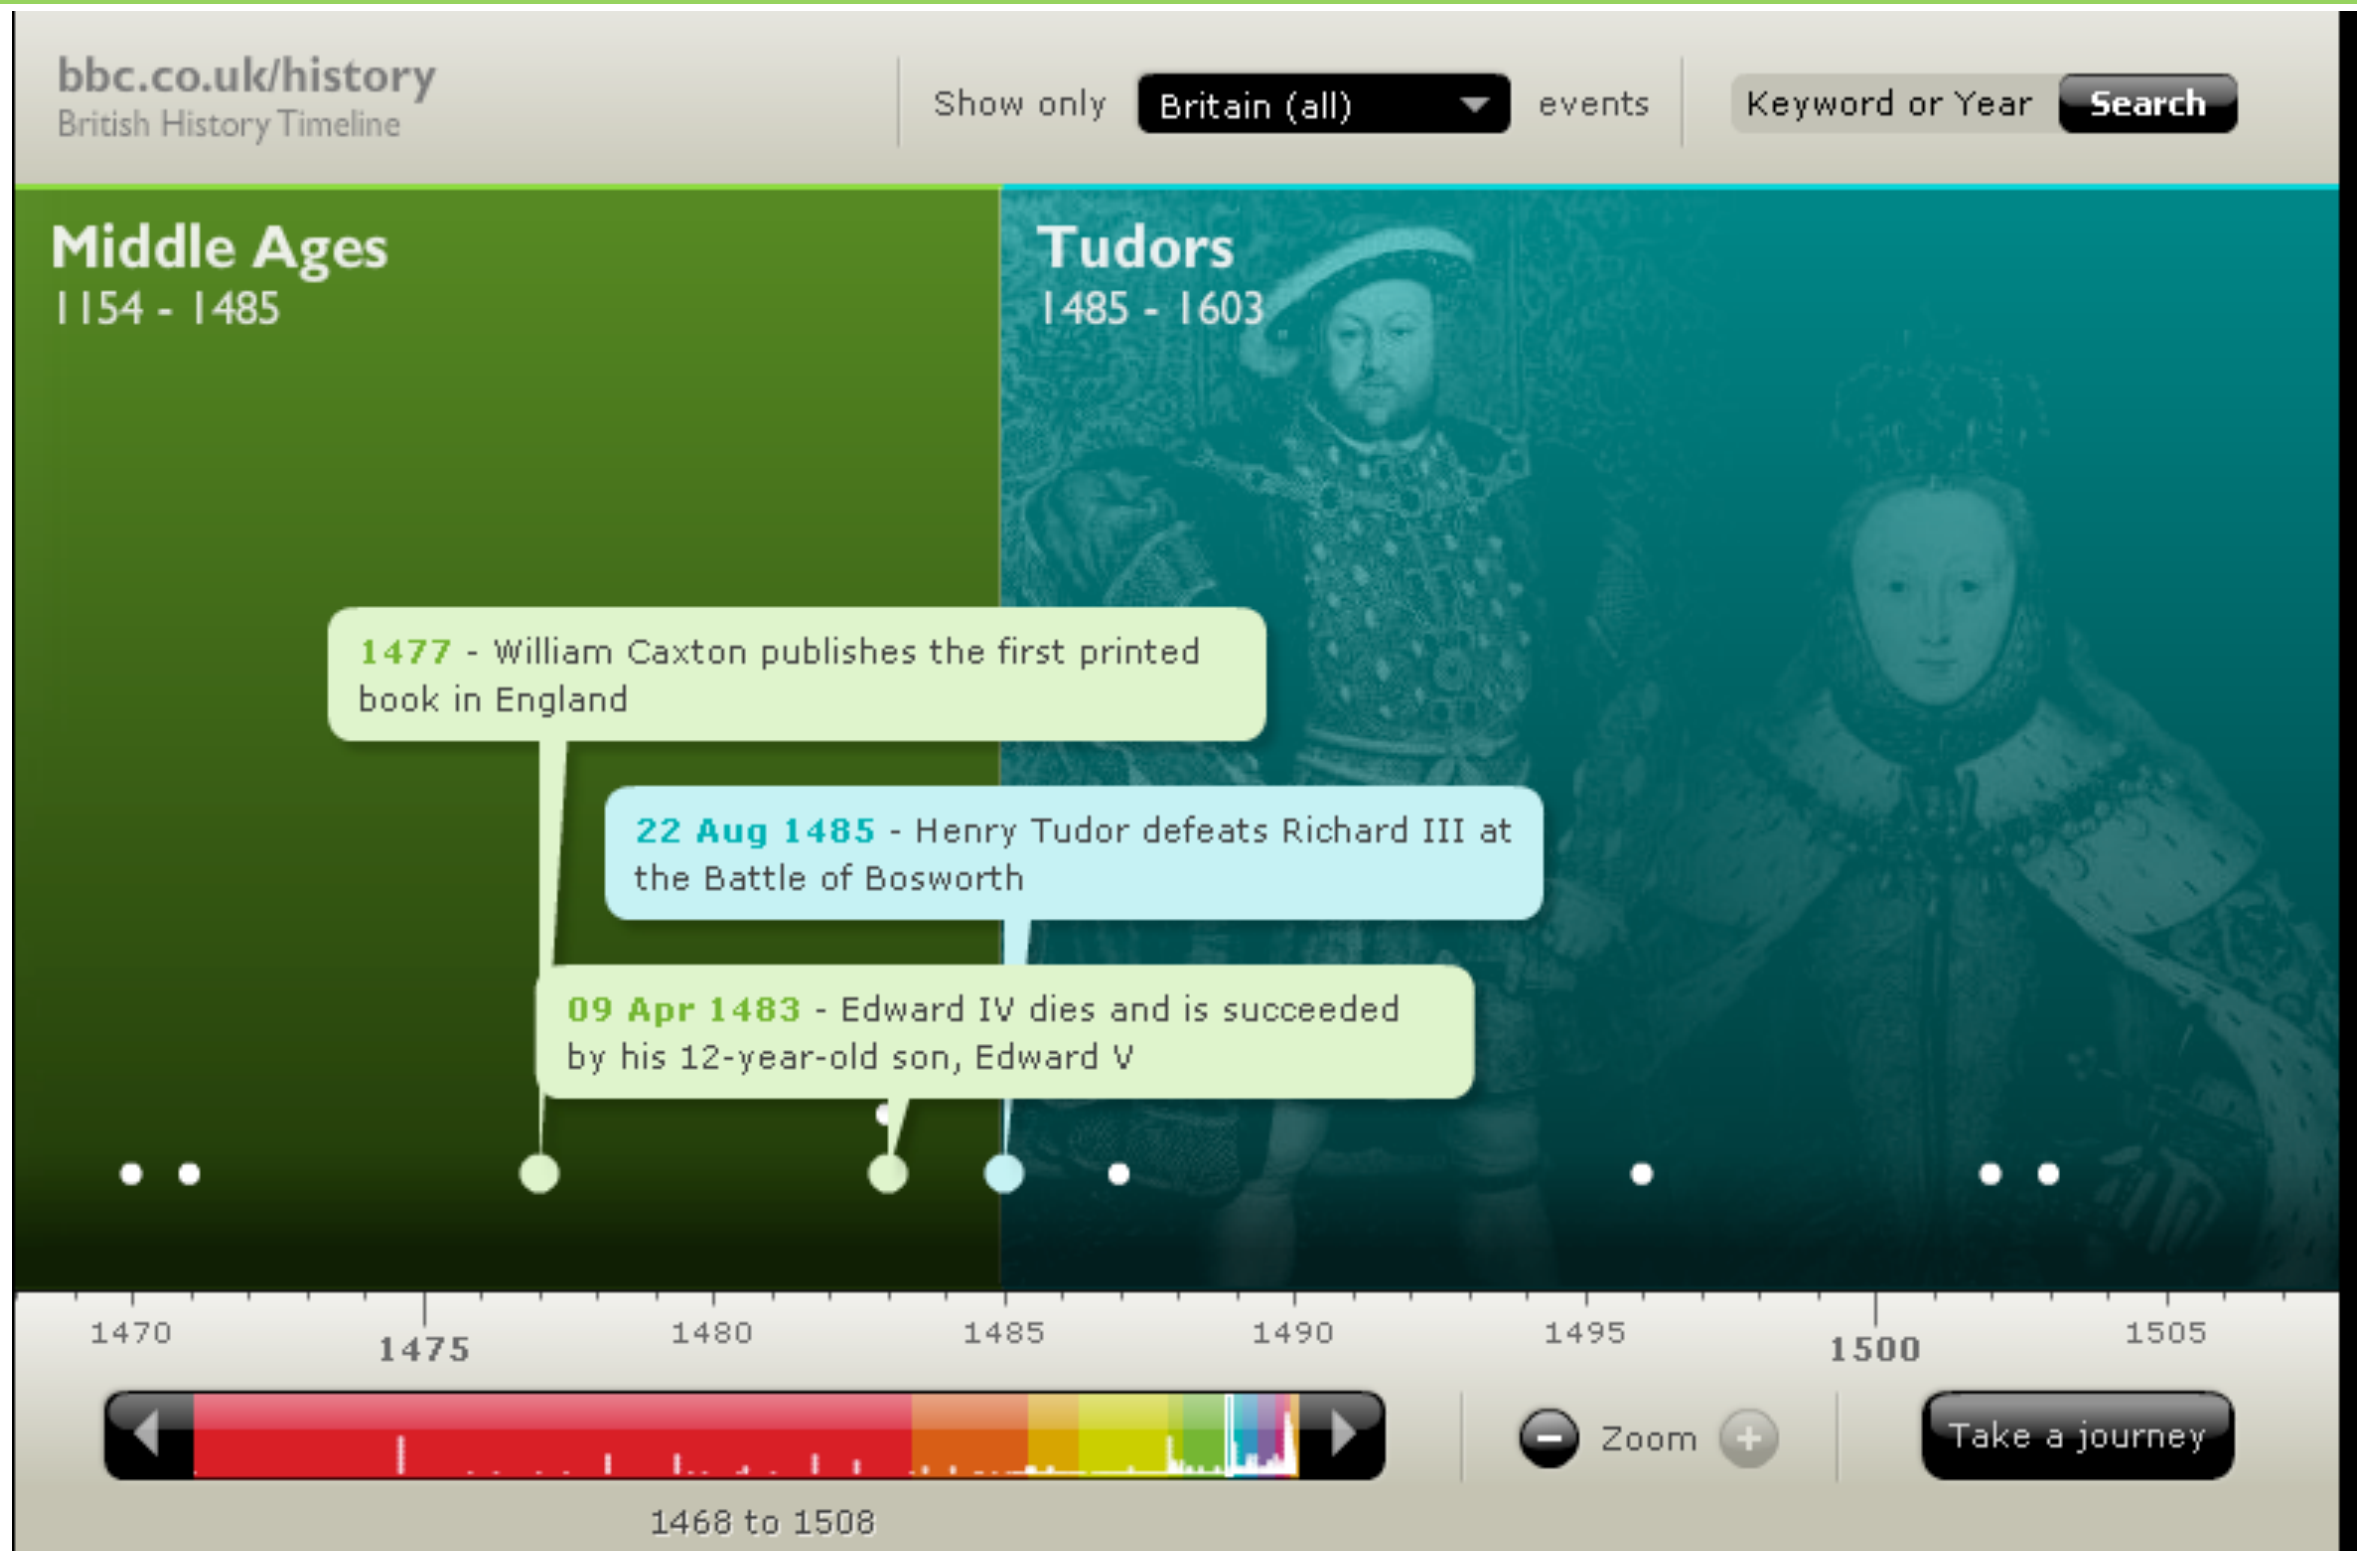 bbc.co.uk/history
British History Timeline
Show only
Britain (all)
events
Keyword or Year
Search
Middle Ages
1154 - 1485
Tudors
1485 - 1603
1477 - William Caxton publishes the first printed
book in England
22 Aug 1485 - Henry Tudor defeats Richard III at
the Battle of Bosworth
09 Apr 1483 - Edward IV dies and is succeeded
by his 12-year-old son, Edward V
1470
1475
1480
1485
1490
1495
1500
1505
Zoom
Take a journey
1468 to 1508